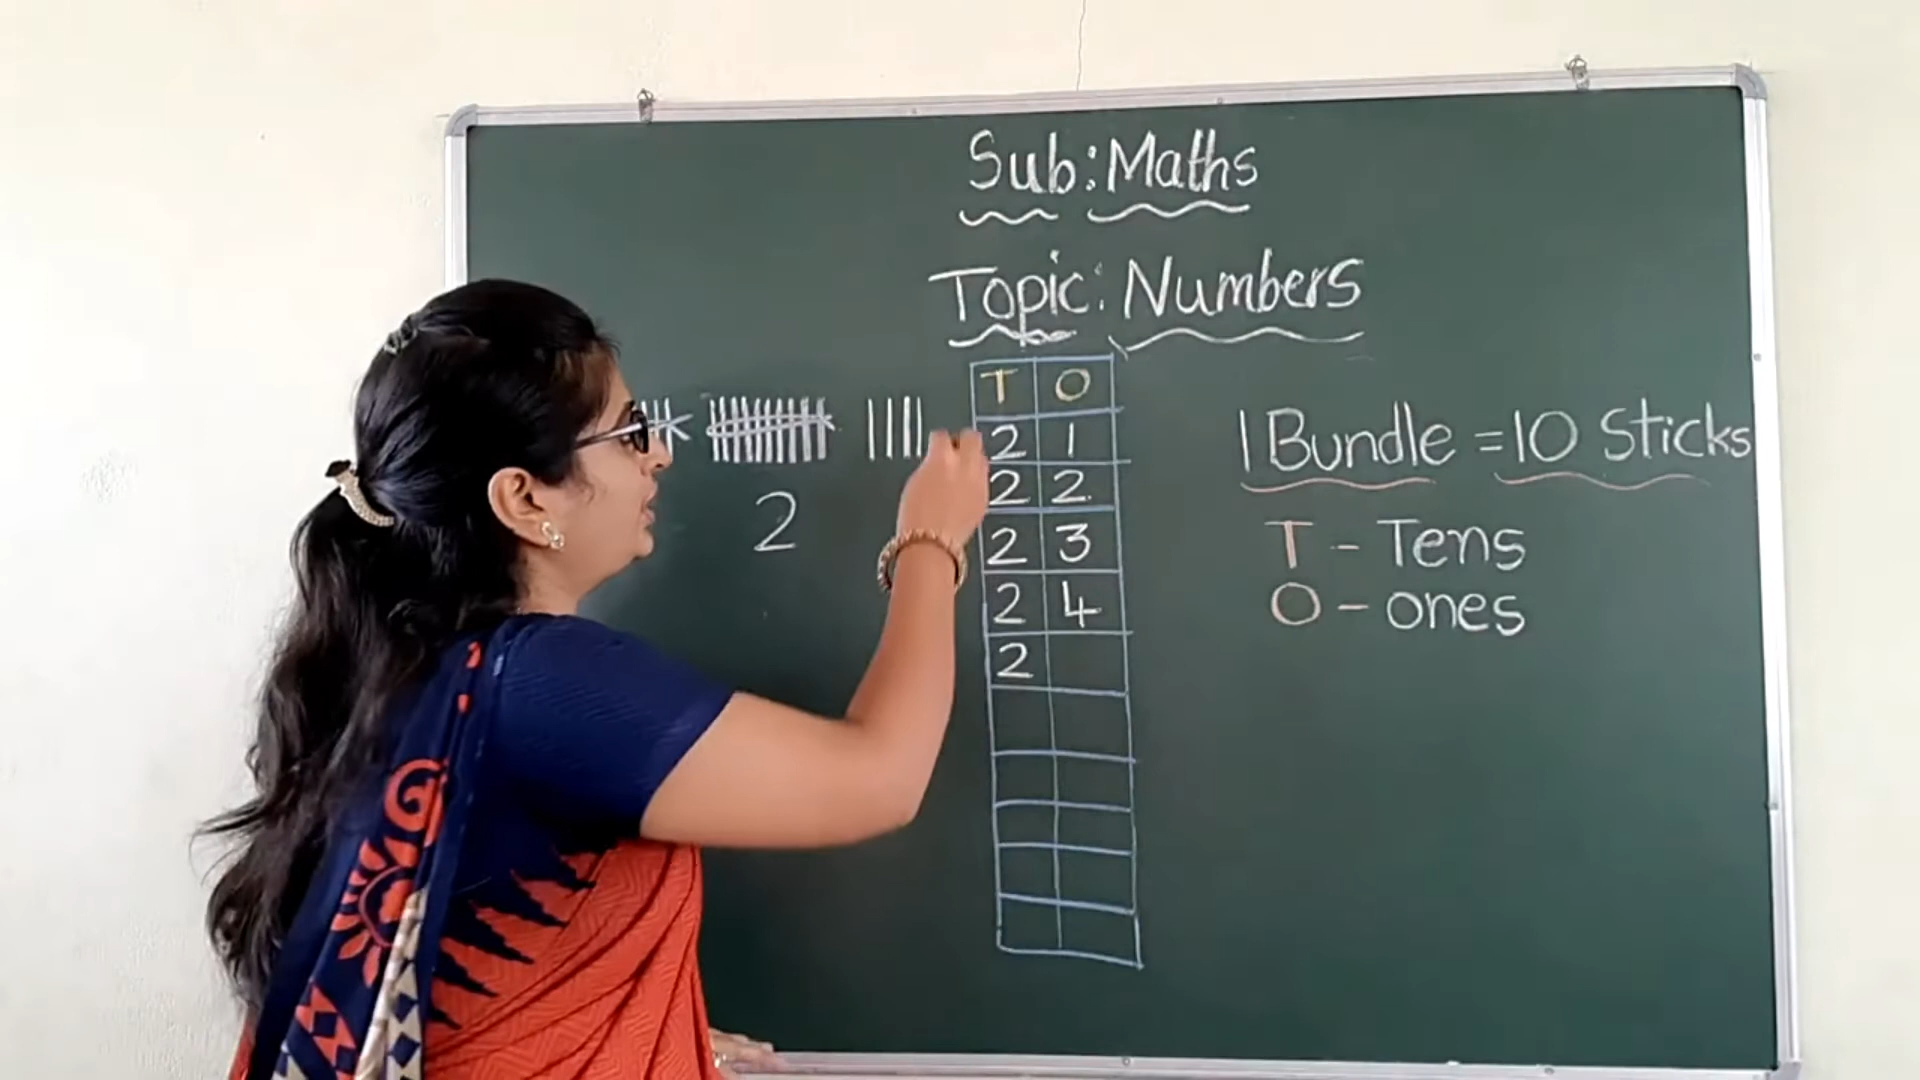 Sub: Maths
Topic: Numbers
T O
2 1
2 2
2 3
2 4
2
2
1 Bundle = 10 Sticks
T - Tens
O - ones